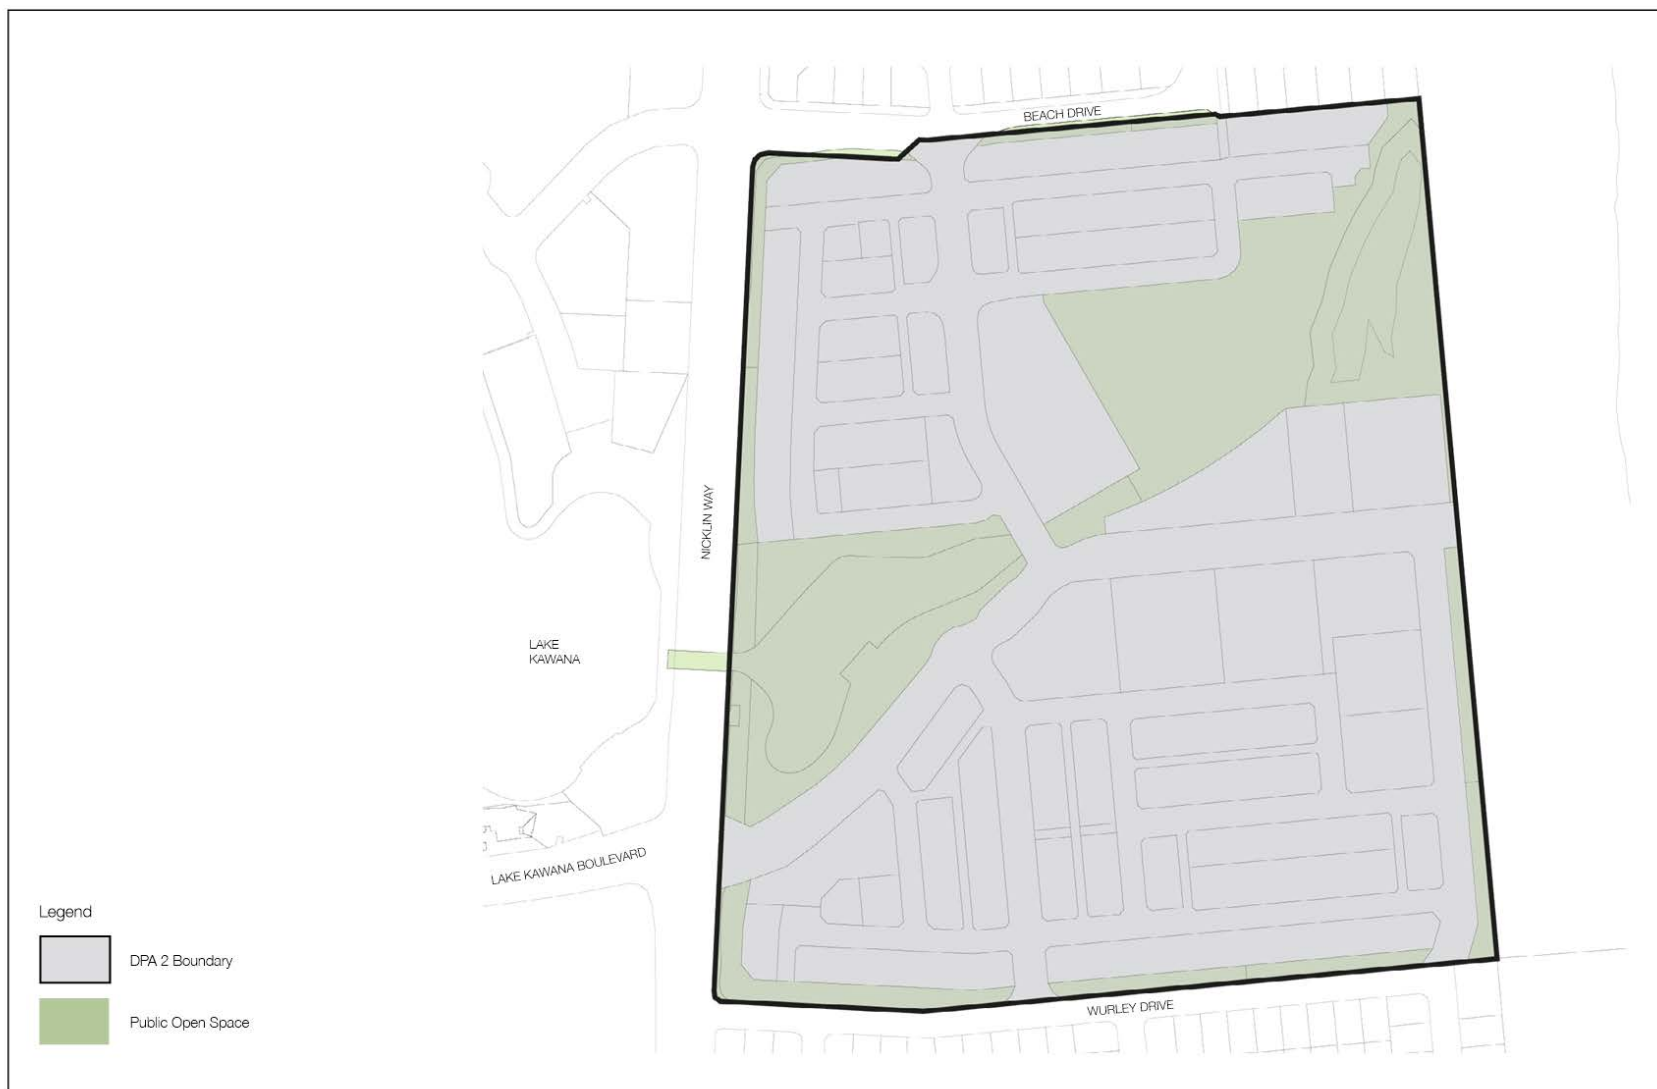 BEACH DRIVE
NICKLIN WAY
LAKE
KAWANA
LAKE KAWANA BOULEVARD
Legend
DPA 2 Boundary
Public Open Space
WURLEY DRIVE